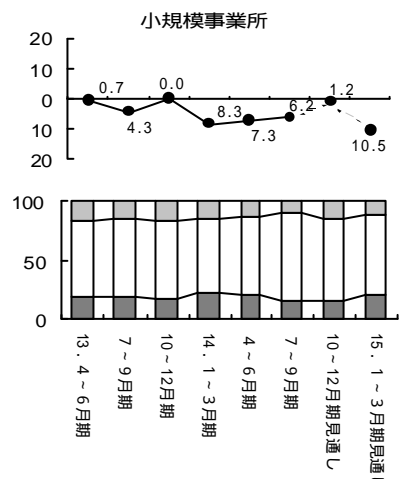 小規模事業所
20
10
0
10
20
0.7
4.3
0.0
8.3
7.3
6.2
1.2
10.5
100
50
0
13．4～6月期
7～9月期
10～12月期
14．1～3月期
4～6月期
7～9月期
10～12月期見通し
15．1～3月期見通し